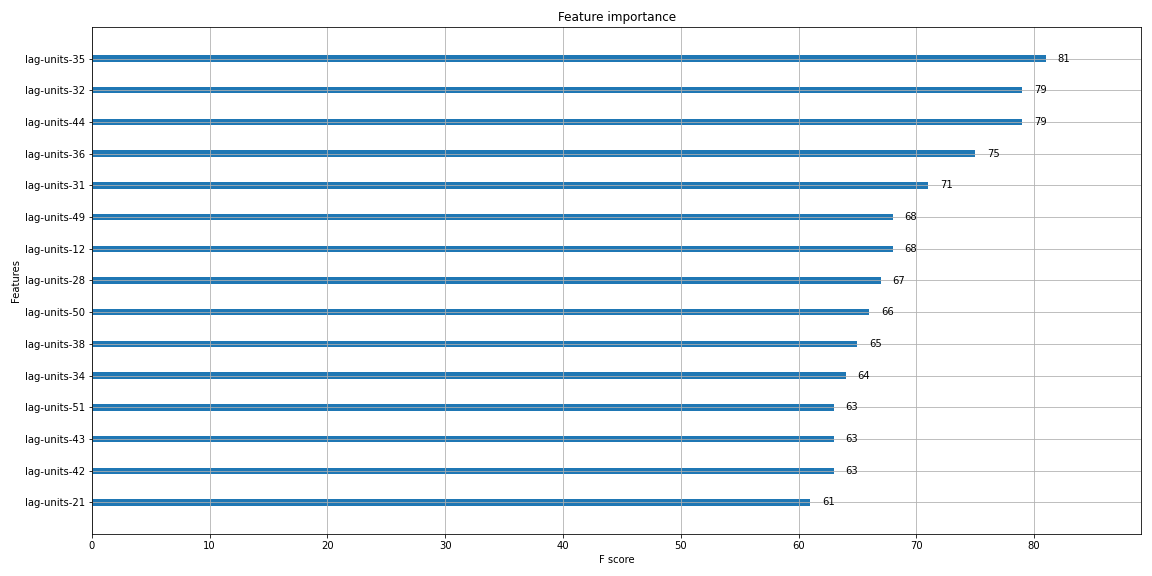 Feature importance
lag-units-35 81
lag-units-32 79
lag-units-44 79
lag-units-36 75
lag-units-31 71
lag-units-49 68
lag-units-12 68
lag-units-28 67
lag-units-50 66
lag-units-38 65
lag-units-34 64
lag-units-51 63
lag-units-43 63
lag-units-42 63
lag-units-21 61
Features
0 10 20 30 40 50 60 70 80
F score